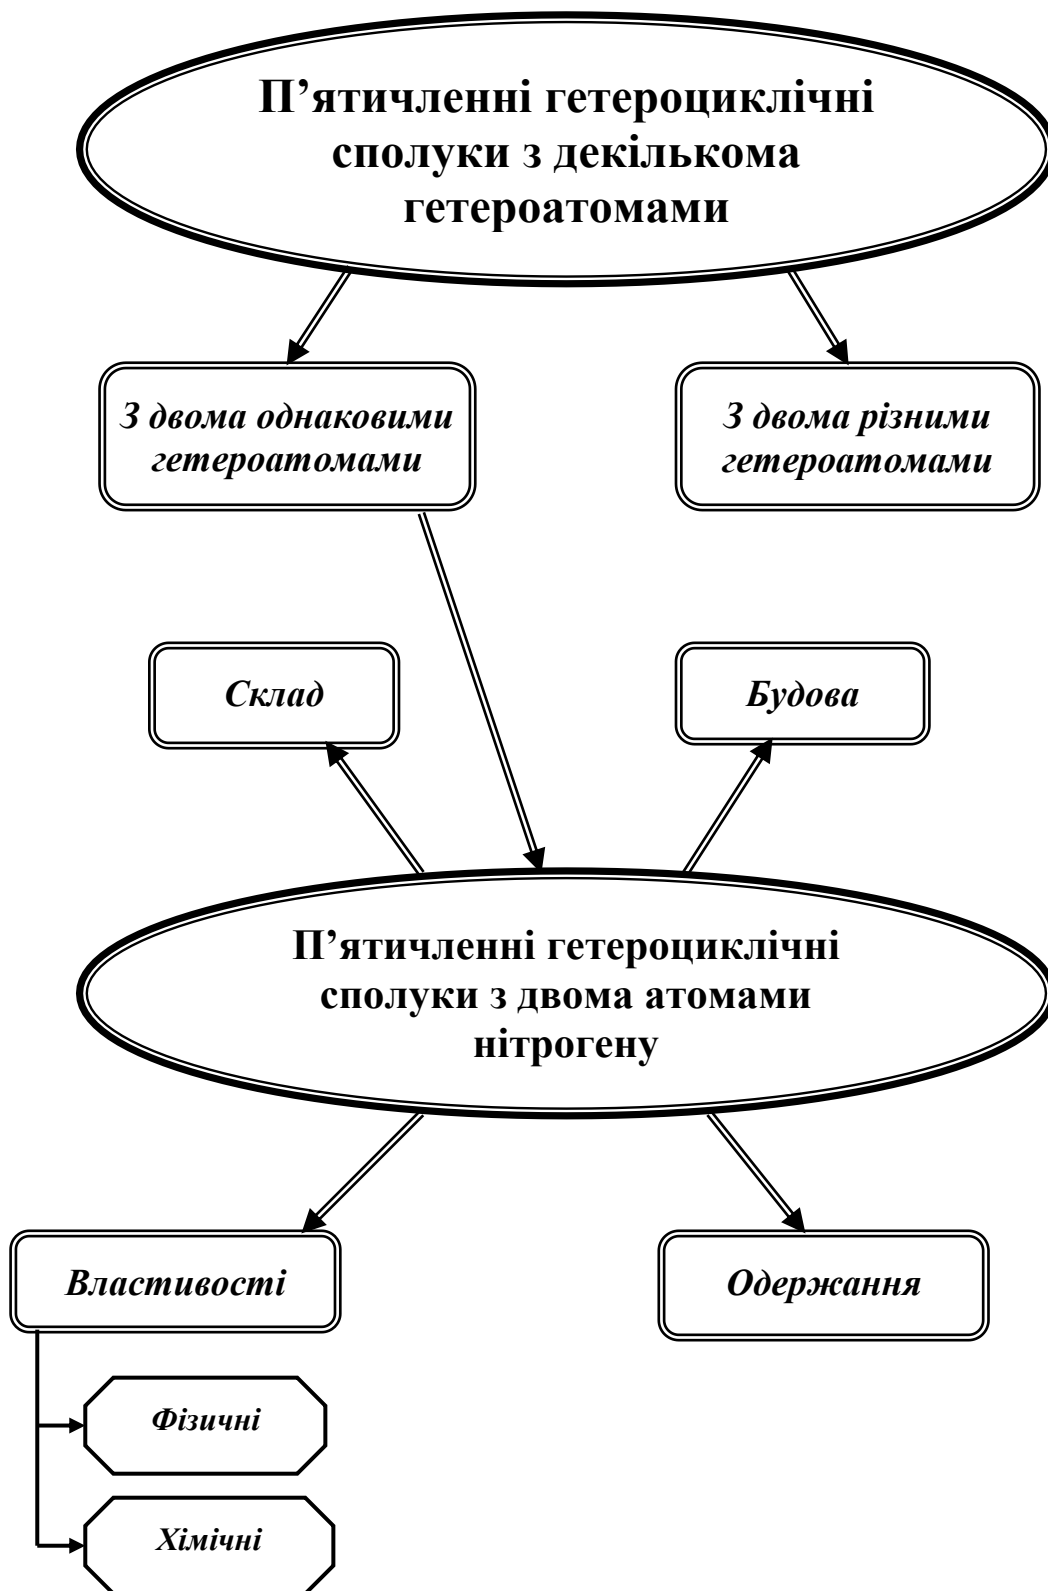 П’ятичленні гетероциклічні
сполуки з декількома
гетероатомами
З двома однаковими
гетероатомами
З двома різними
гетероатомами
Склад
Будова
П’ятичленні гетероциклічні
сполуки з двома атомами
нітрогену
Властивості
Одержання
Фізичні
Хімічні